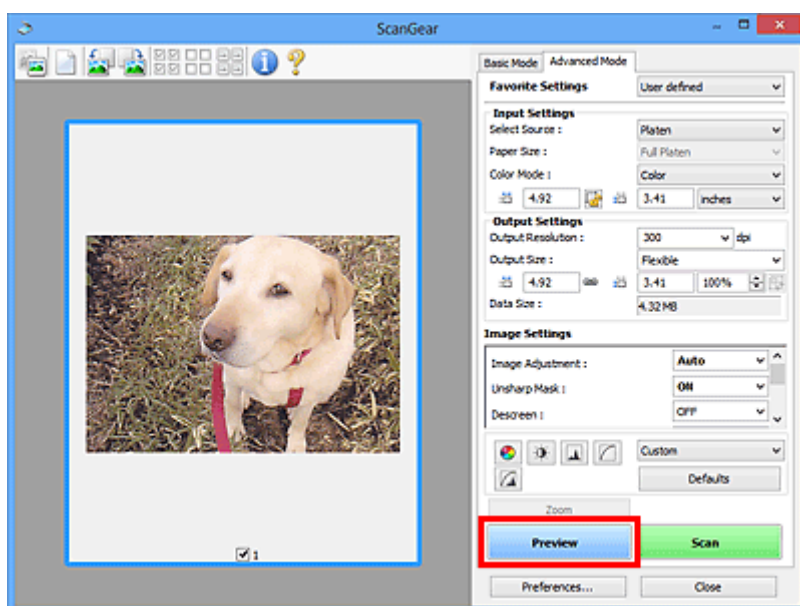 ScanGear
Basic Mode Advanced Mode
Favorite Settings User defined
Input Settings
Select Source : Platen
Paper Size : Full Platen
Color Mode : Color
4.92 3.41 inches
Output Settings
Output Resolution : 300 dpi
Output Size : Flexible
4.92 3.41 100%
Data Size : 4.32 MB
Image Settings
Image Adjustment : Auto
Unsharp Mask : ON
Descreen : OFF
Custom
Defaults
Zoom
Preview Scan
1
Preferences... Close